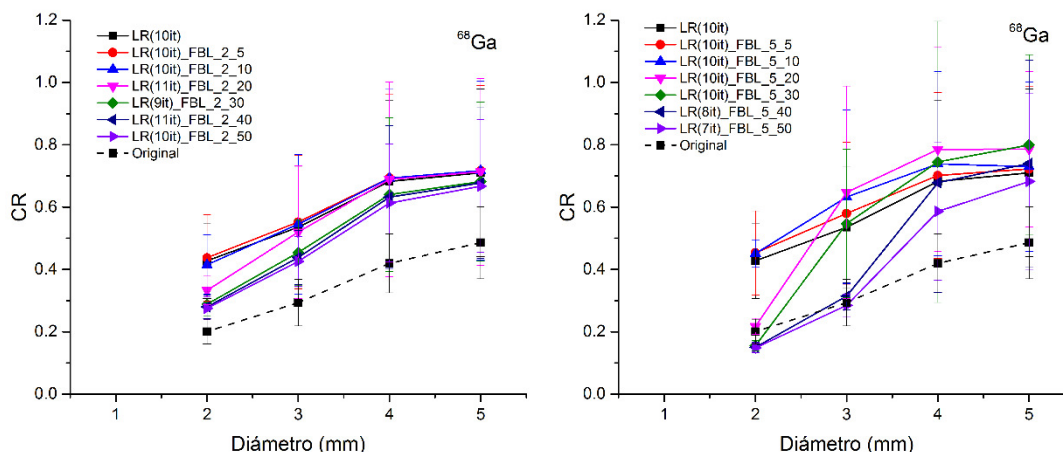 1.2
1.0
0.8
0.6
0.4
0.2
0.0
CR
1 2 3 4 5
Diámetro (mm)
68Ga
LR(10it)
LR(10it)_FBL_2_5
LR(10it)_FBL_2_10
LR(11it)_FBL_2_20
LR(9it)_FBL_2_30
LR(11it)_FBL_2_40
LR(10it)_FBL_2_50
Original
1.2
1.0
0.8
0.6
0.4
0.2
0.0
CR
1 2 3 4 5
Diámetro (mm)
68Ga
LR(10it)
LR(10it)_FBL_5_5
LR(10it)_FBL_5_10
LR(10it)_FBL_5_20
LR(10it)_FBL_5_30
LR(8it)_FBL_5_40
LR(7it)_FBL_5_50
Original